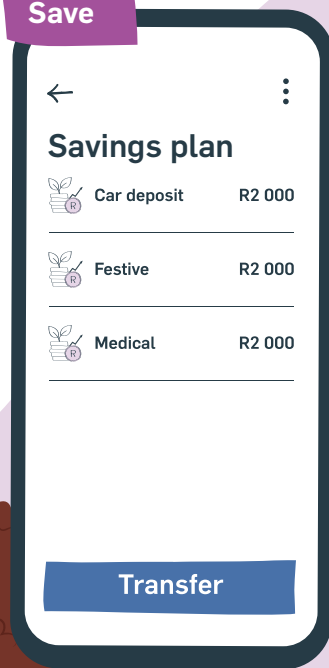 Save
Savings plan
Car deposit R2 000
Festive R2 000
Medical R2 000
Transfer